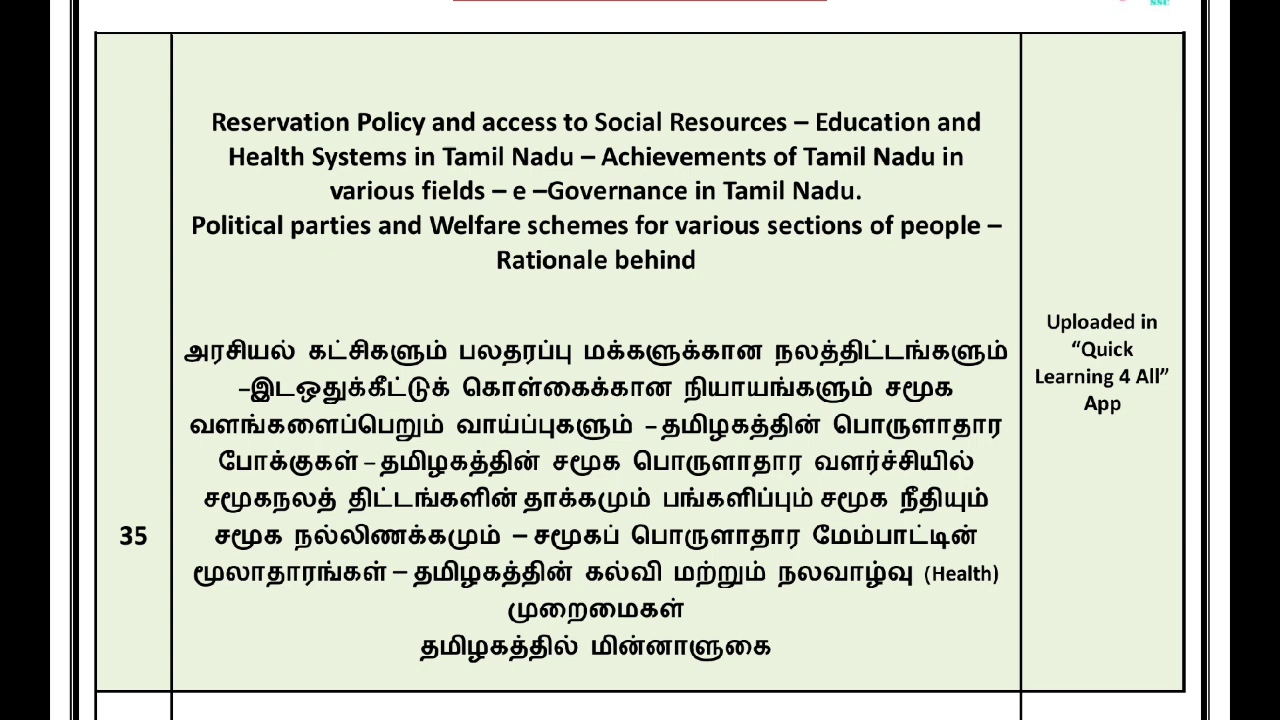 SSC
Reservation Policy and access to Social Resources – Education and
Health Systems in Tamil Nadu – Achievements of Tamil Nadu in
various fields – e –Governance in Tamil Nadu.
Political parties and Welfare schemes for various sections of people –
Rationale behind
அரசியல் கட்சிகளும் பலதரப்பு மக்களுக்கான நலத்திட்டங்களும்
–இடஒதுக்கீட்டுக் கொள்கைக்கான நியாயங்களும் சமூக
வளங்களைப்பெறும் வாய்ப்புகளும் – தமிழகத்தின் பொருளாதார
போக்குகள் – தமிழகத்தின் சமூக பொருளாதார வளர்ச்சியில்
சமூகநலத் திட்டங்களின் தாக்கமும் பங்களிப்பும் சமூக நீதியும்
சமூக நல்லிணக்கமும் – சமூகப் பொருளாதார மேம்பாட்டின்
மூலாதாரங்கள் – தமிழகத்தின் கல்வி மற்றும் நலவாழ்வு (Health)
முறைமைகள்
தமிழகத்தில் மின்னாளுகை
35
Uploaded in
“Quick
Learning 4 All”
App